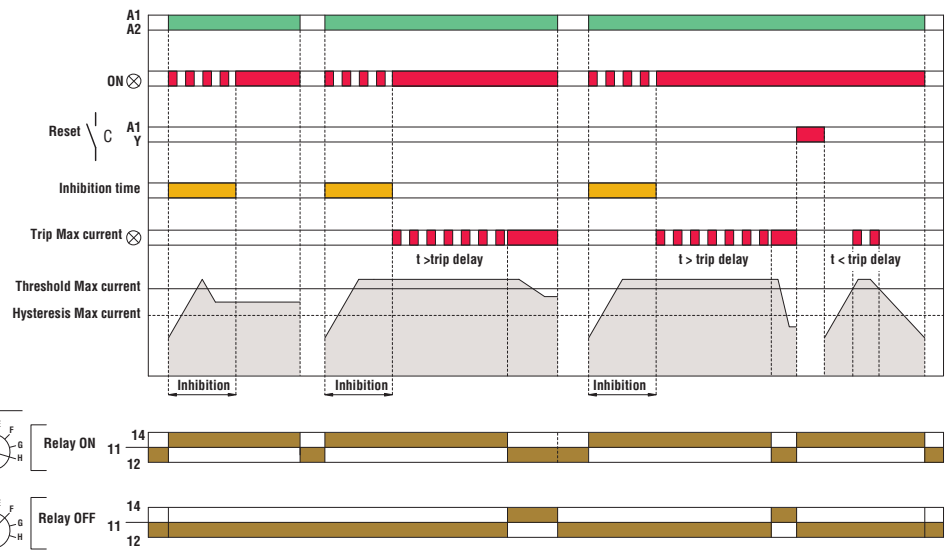 A1
A2
ON
Reset C A1
Y
Inhibition time
Trip Max current
t >trip delay t > trip delay t < trip delay
Threshold Max current
Hysteresis Max current
Inhibition Inhibition Inhibition
F
G
H
Relay ON 11 14
12
F
G
H
Relay OFF 11 14
12